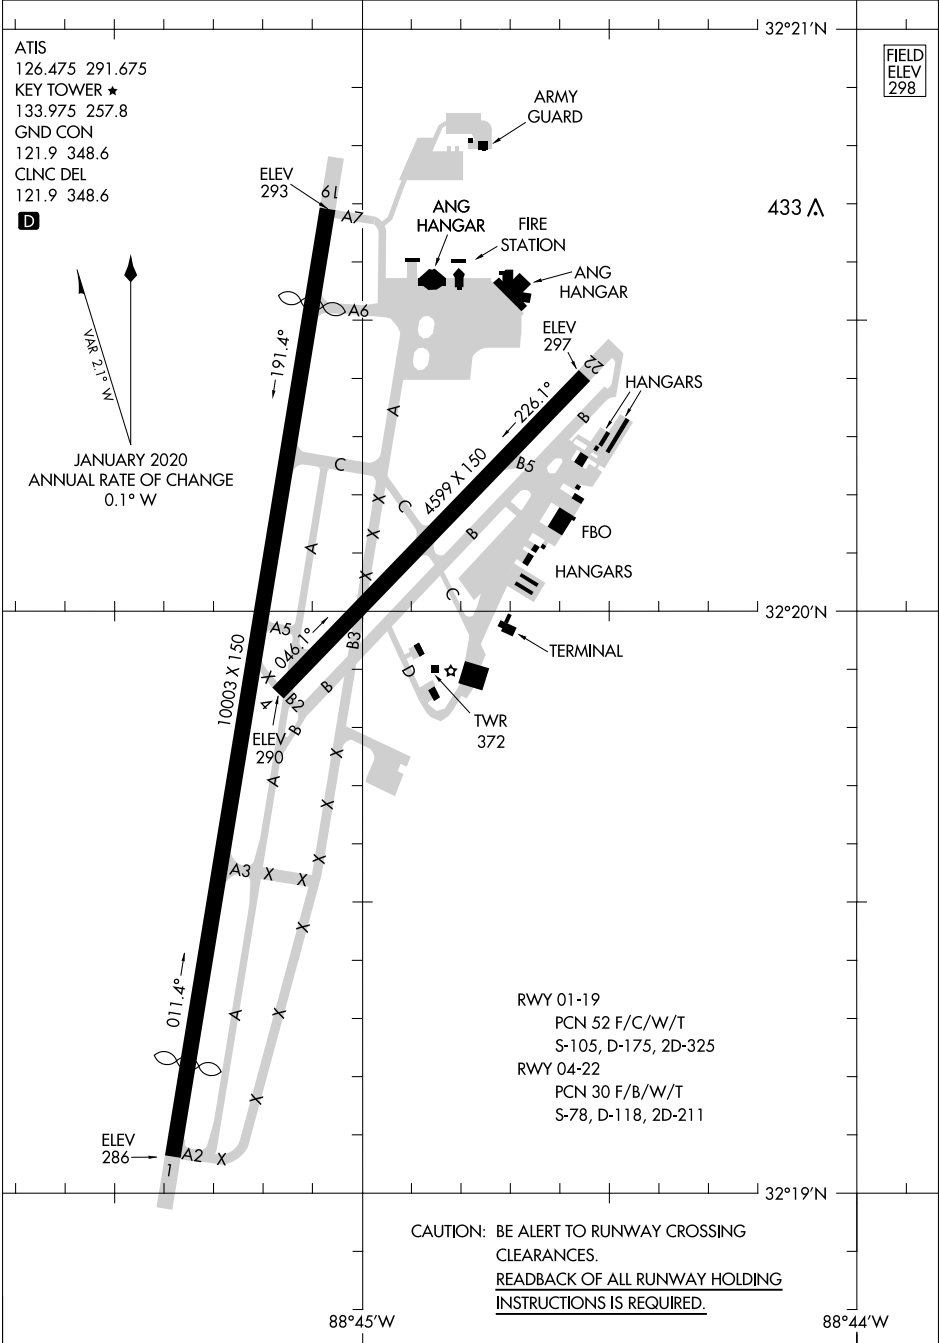 32°21'N
ATIS
126.475 291.675
KEY TOWER ★
133.975 257.8
GND CON
121.9 348.6
CLNC DEL
121.9 348.6
D
FIELD
ELEV
298
ARMY
GUARD
ELEV
293
19
A7
ANG
HANGAR
FIRE
STATION
433
ANG
HANGAR
A6
VAR 2.1° W
191.4°
ELEV
297
22
HANGARS
226.1°
A
B
JANUARY 2020
ANNUAL RATE OF CHANGE
0.1° W
C
4599 X 150
B5
X
C
X
B
FBO
A
X
HANGARS
C
32°20'N
A5
046.1°
B3
TERMINAL
10003 X 150
X
D
B
4
B2
TWR
372
B
ELEV
290
X
A
X
X
A3
X
X
X
011.4°
A
X
RWY 01-19
PCN 52 F/C/W/T
S-105, D-175, 2D-325
RWY 04-22
PCN 30 F/B/W/T
S-78, D-118, 2D-211
X
ELEV
286
A2
X
1
32°19'N
CAUTION: BE ALERT TO RUNWAY CROSSING
CLEARANCES.
READBACK OF ALL RUNWAY HOLDING
INSTRUCTIONS IS REQUIRED.
88°45'W
88°44'W